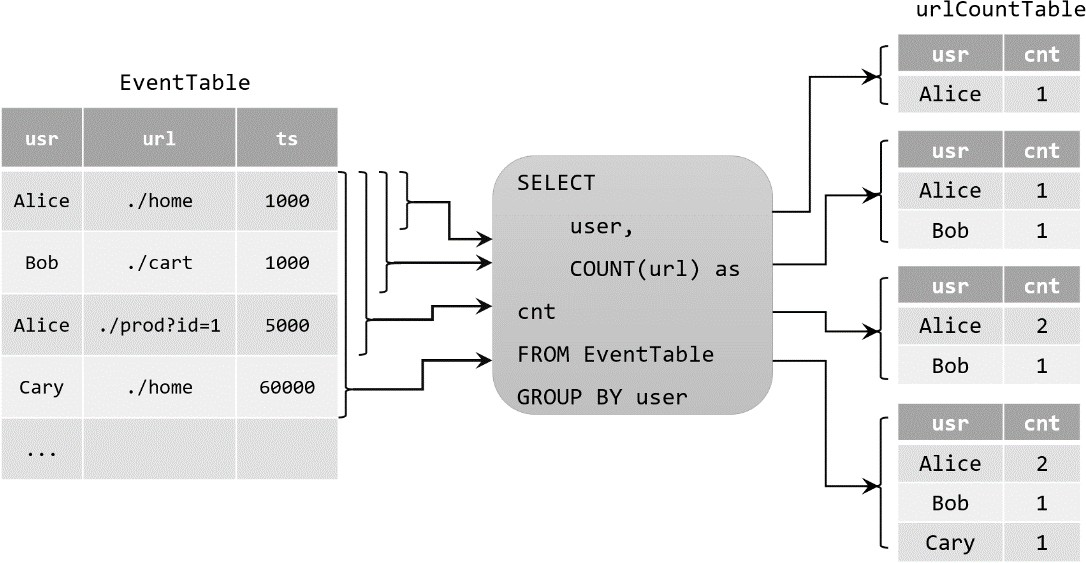 EventTable
usr url ts
Alice ./home 1000
Bob ./cart 1000
Alice ./prod?id=1 5000
Cary ./home 60000
...
SELECT
user,
COUNT(url) as
cnt
FROM EventTable
GROUP BY user
urlCountTable
usr cnt
Alice 1
usr cnt
Alice 1
Bob 1
usr cnt
Alice 2
Bob 1
usr cnt
Alice 2
Bob 1
Cary 1